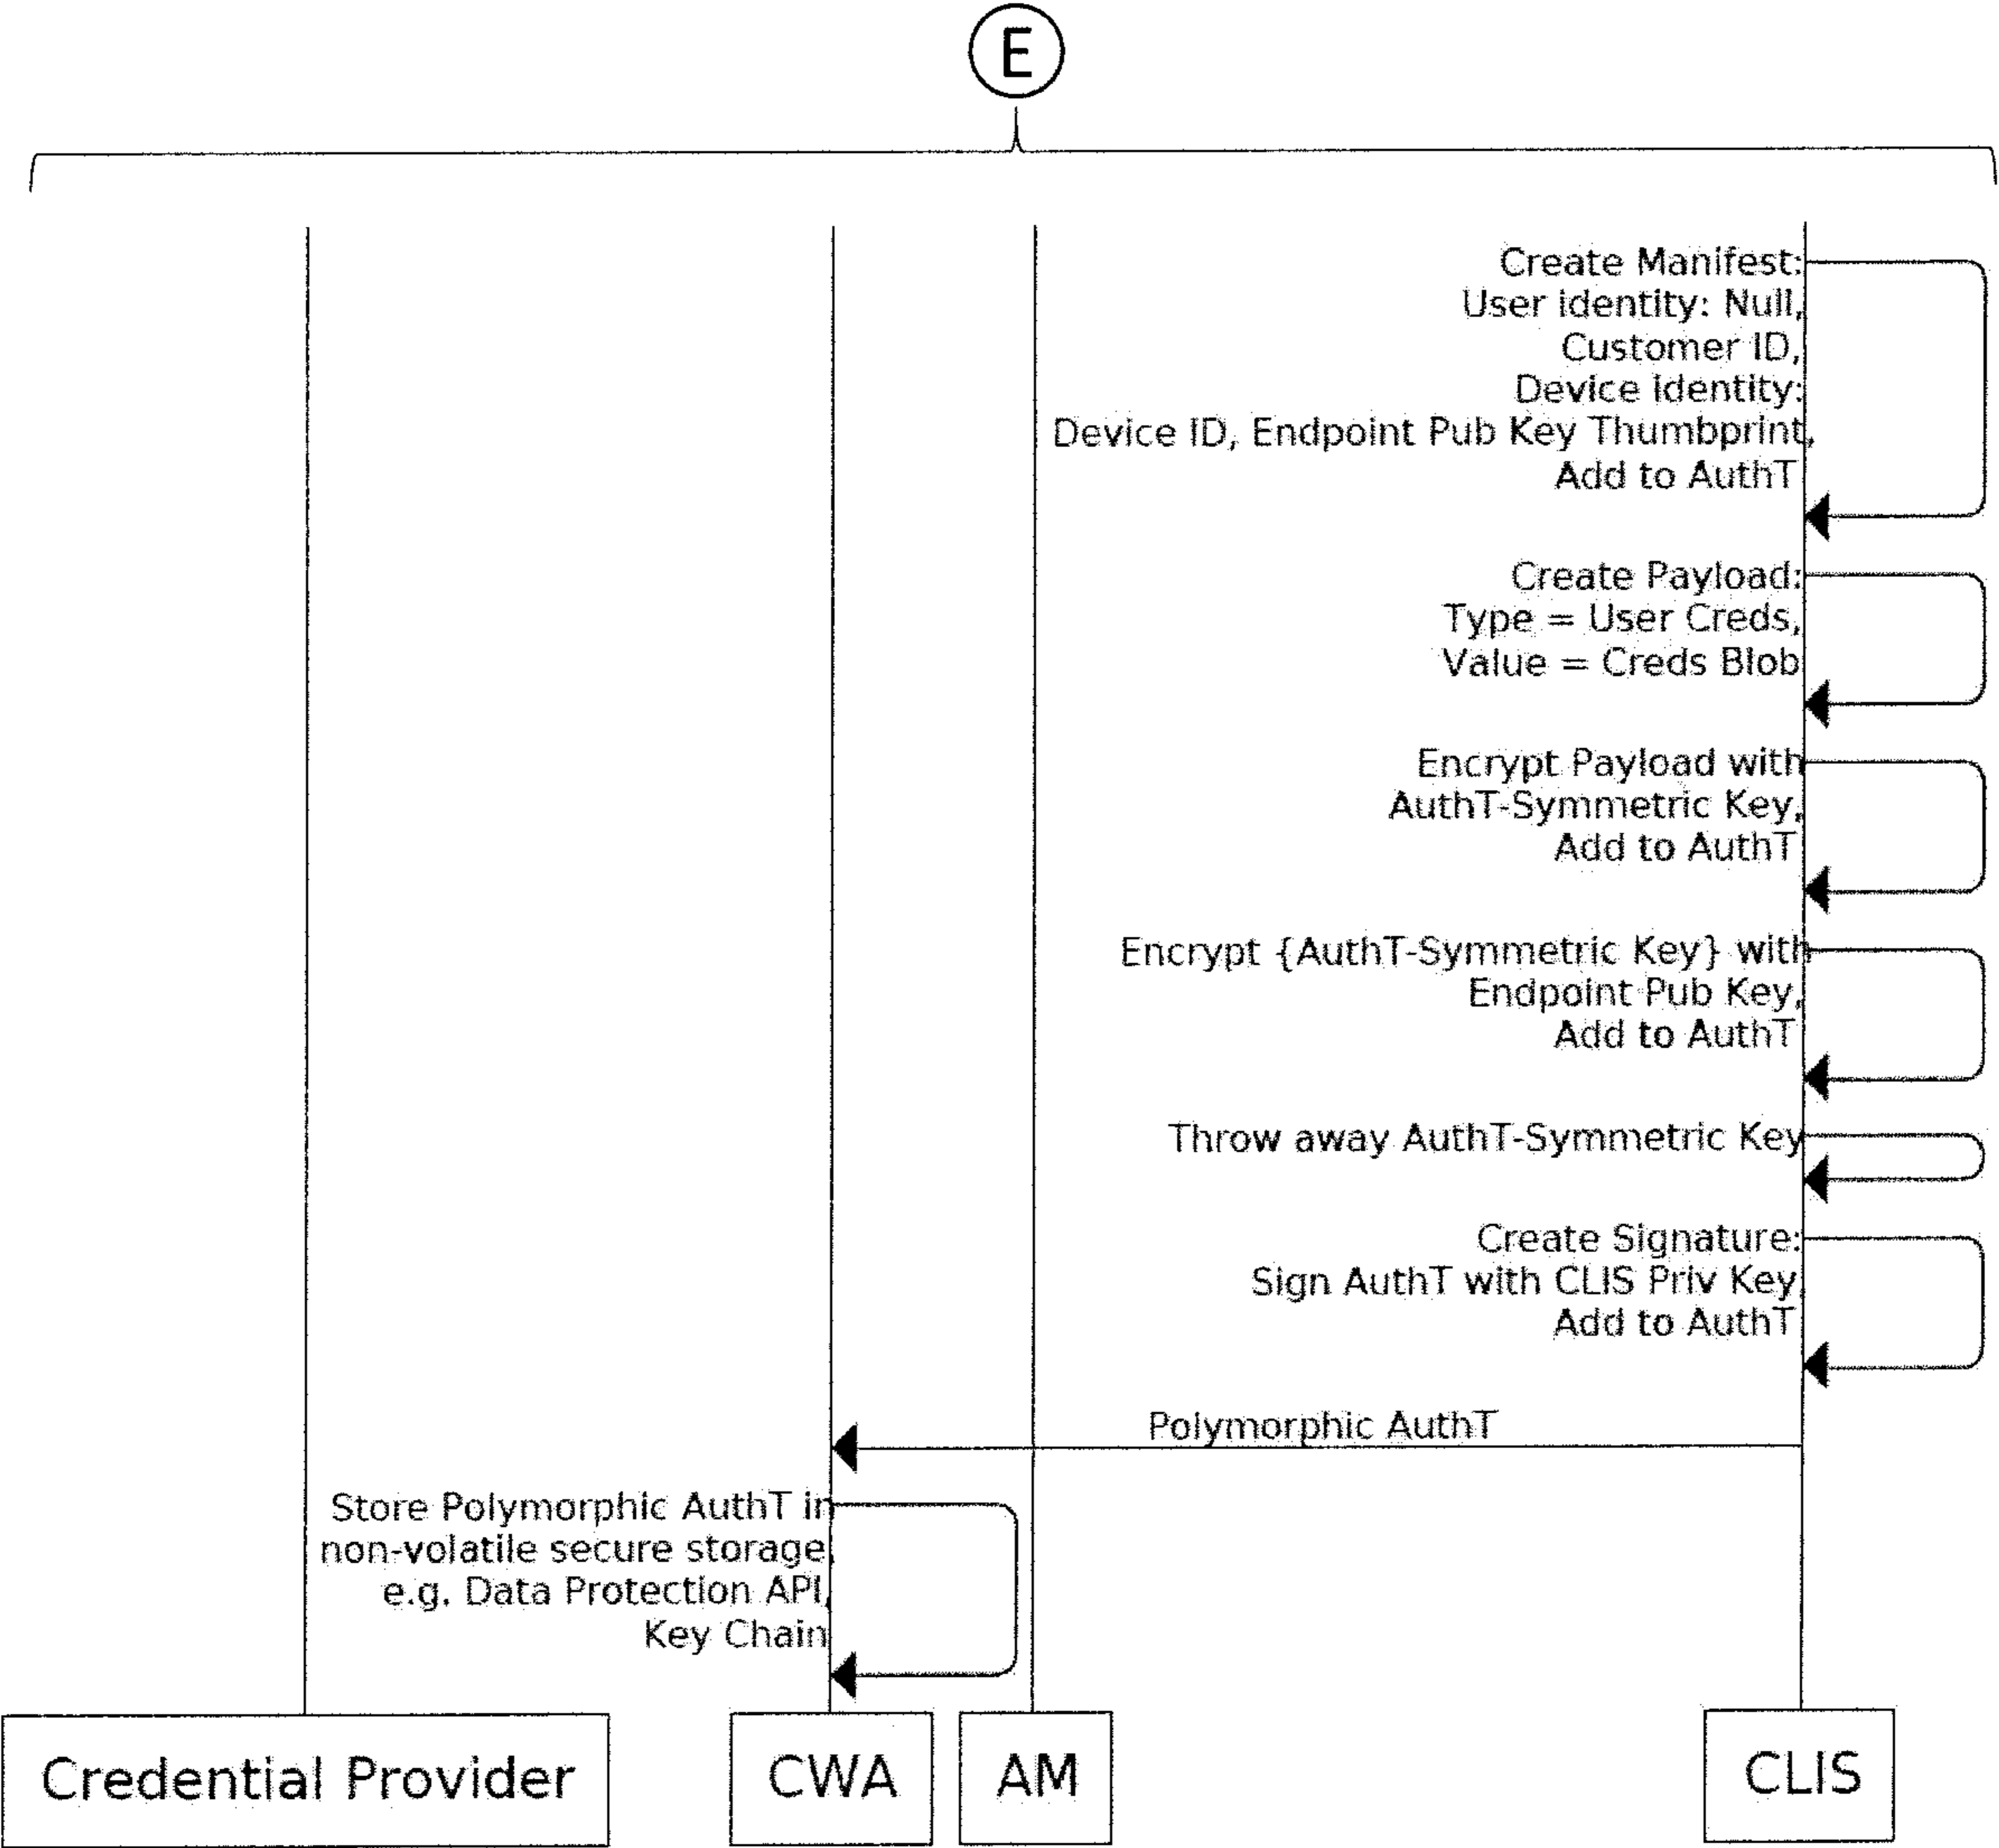 E
Create Manifest:
User identity: Null,
Customer ID,
Device identity:
Device ID, Endpoint Pub Key Thumbprint,
Add to AuthT
Create Payload:
Type = User Creds,
Value = Creds Blob
Encrypt Payload with
AuthT-Symmetric Key,
Add to AuthT
Encrypt {AuthT-Symmetric Key} with
Endpoint Pub Key,
Add to AuthT
Throw away AuthT-Symmetric Key
Create Signature:
Sign AuthT with CLIS Priv Key
Add to AuthT
Polymorphic AuthT
Store Polymorphic AuthT in
non-volatile secure storage
e.g. Data Protection API,
Key Chain
Credential Provider
CWA
AM
CLIS